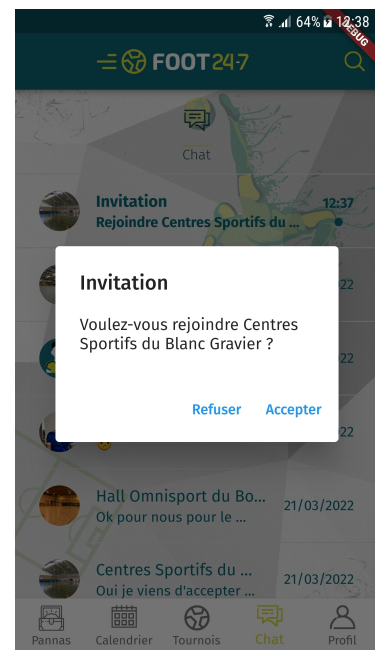 64% 12:38
DEBUG
FOOT24·7
Chat
Invitation 12:37
Rejoindre Centres Sportifs du ...
22
Invitation
Voulez-vous rejoindre Centres
Sportifs du Blanc Gravier ?
22
Refuser Accepter
22
Hall Omnisport du Bo...
21/03/2022
Ok pour nous pour le ...
Centres Sportifs du ...
21/03/2022
Oui je viens d'accepter ...
Pannas Calendrier Tournois Chat Profil